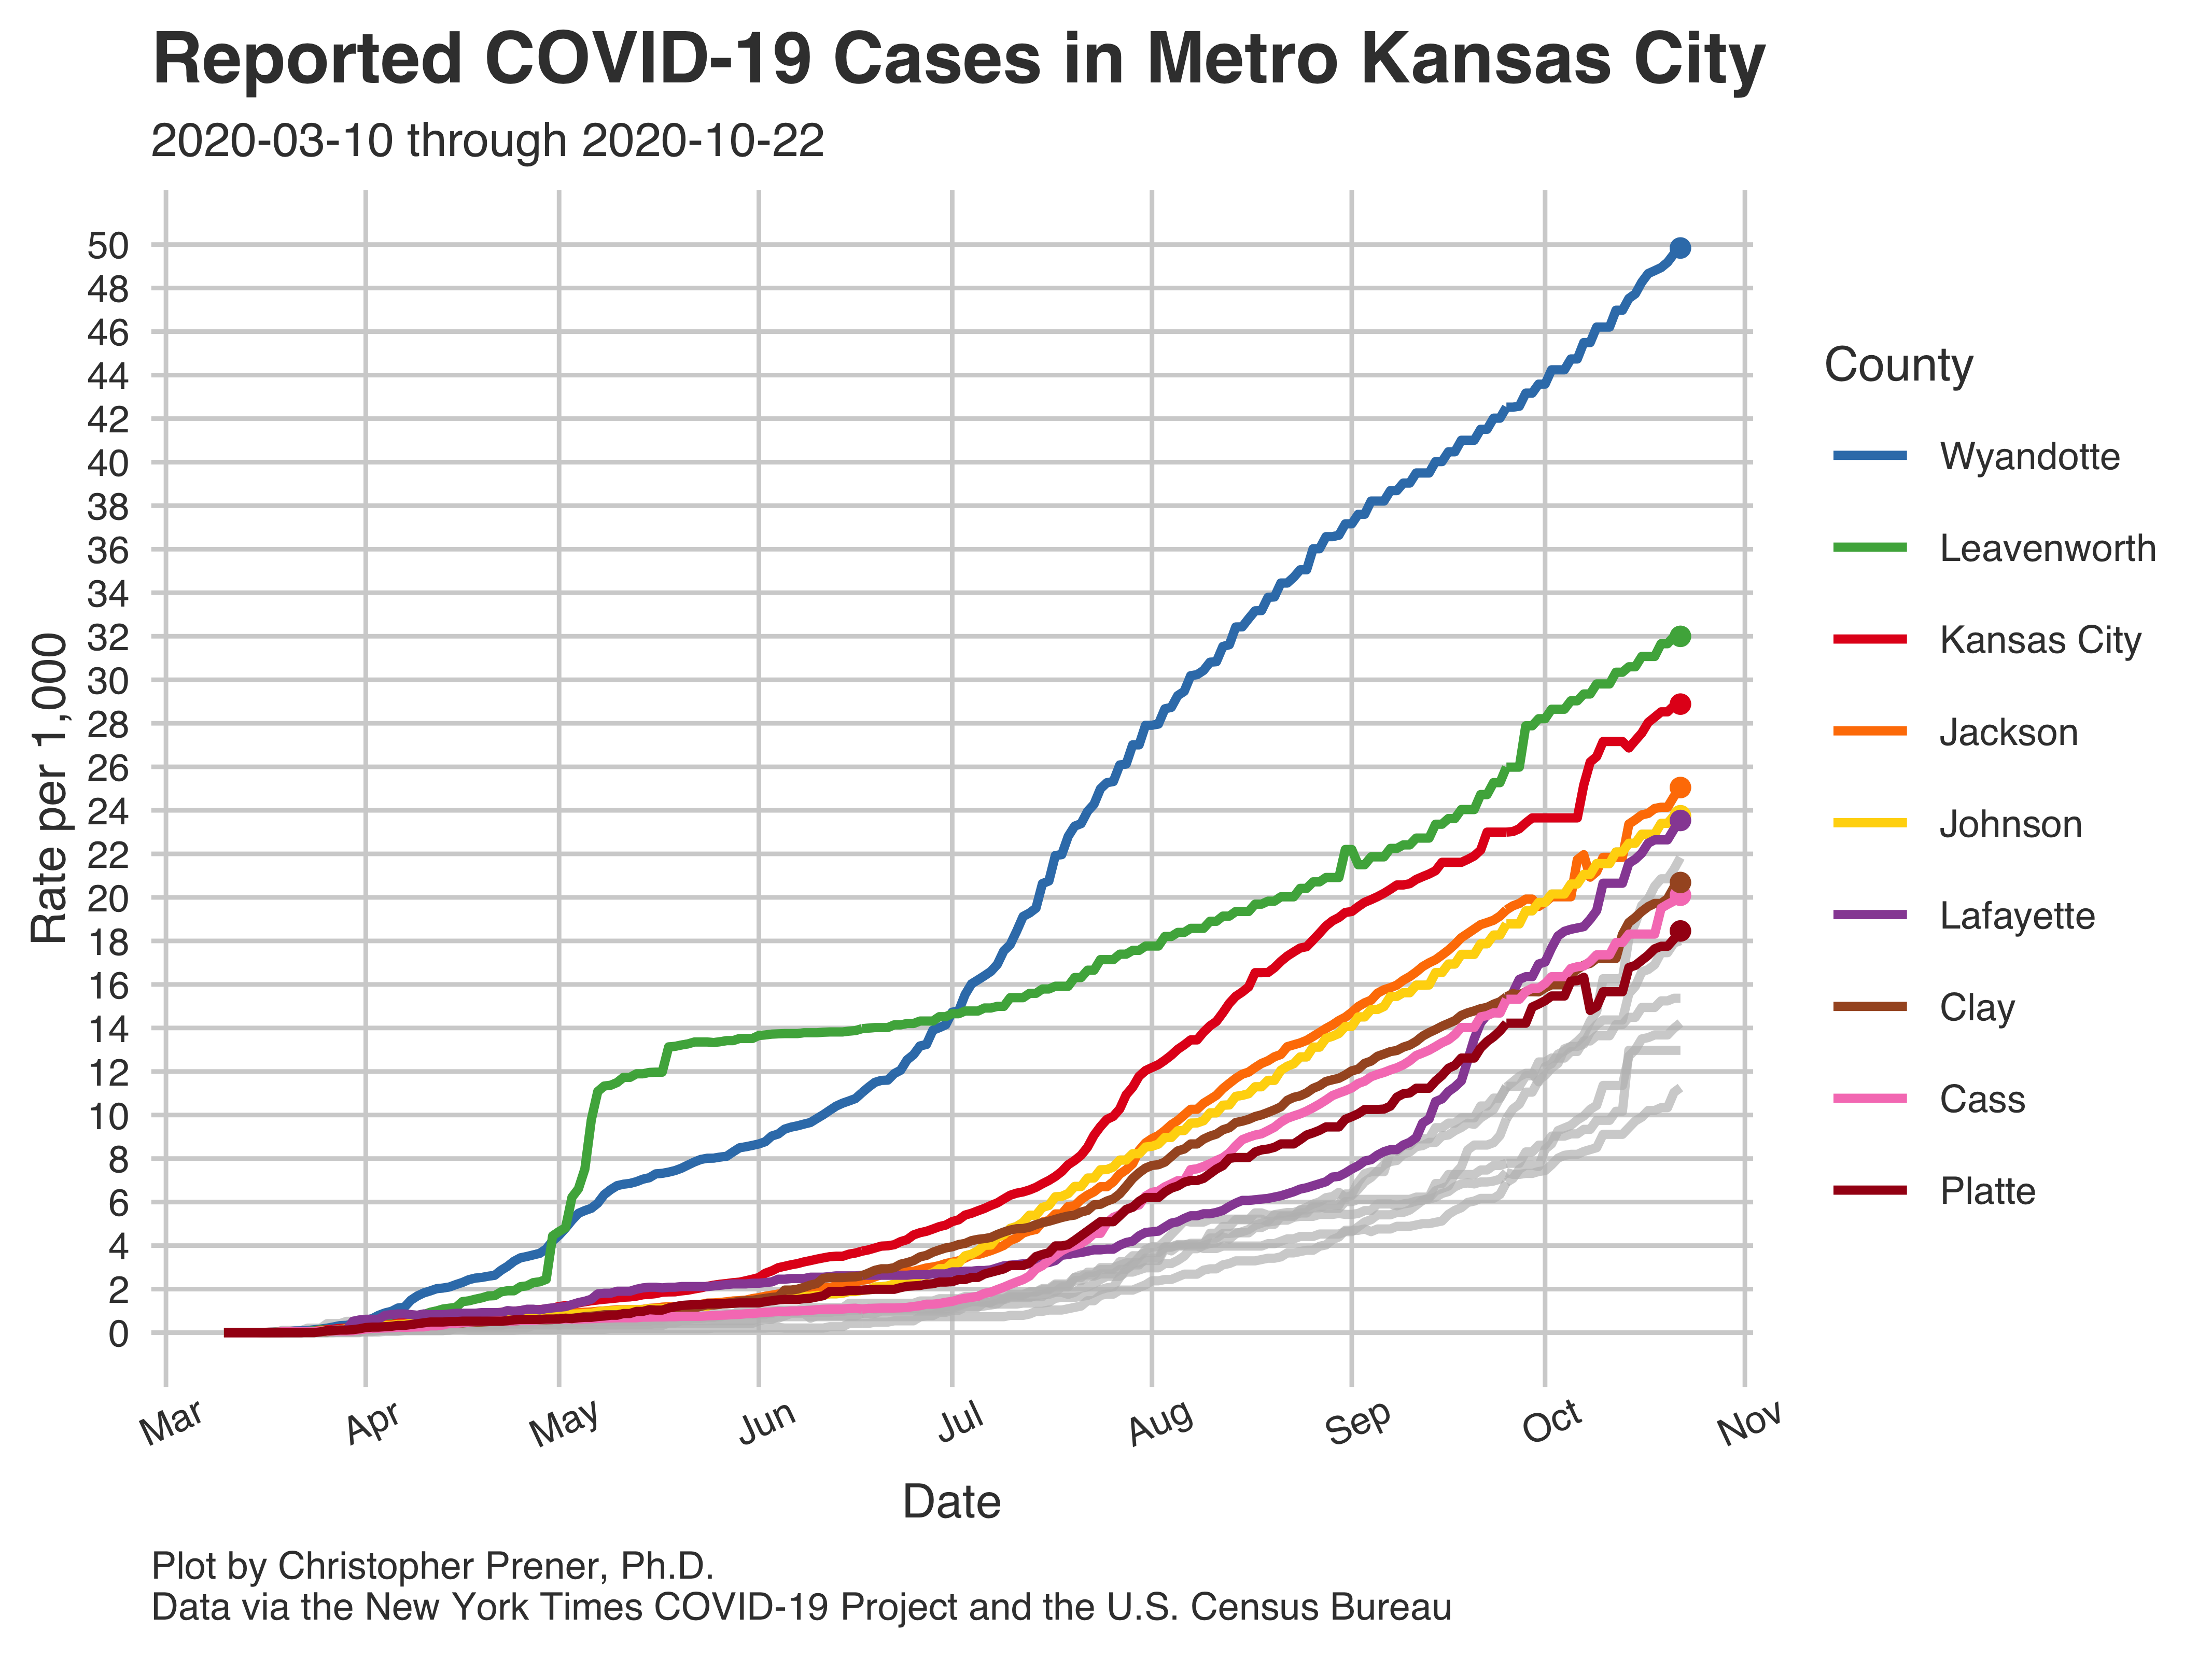 Reported COVID-19 Cases in Metro Kansas City
2020-03-10 through 2020-10-22
50
48
46
44
42
40
38
36
34
32
30
28
26
24
22
20
18
16
14
12
10
8
6
4
2
0
Rate per 1,000
Mar
Apr
May
Jun
Jul
Aug
Sep
Oct
Nov
Date
County
Wyandotte
Leavenworth
Kansas City
Jackson
Johnson
Lafayette
Clay
Cass
Platte
Plot by Christopher Prener, Ph.D.
Data via the New York Times COVID-19 Project and the U.S. Census Bureau